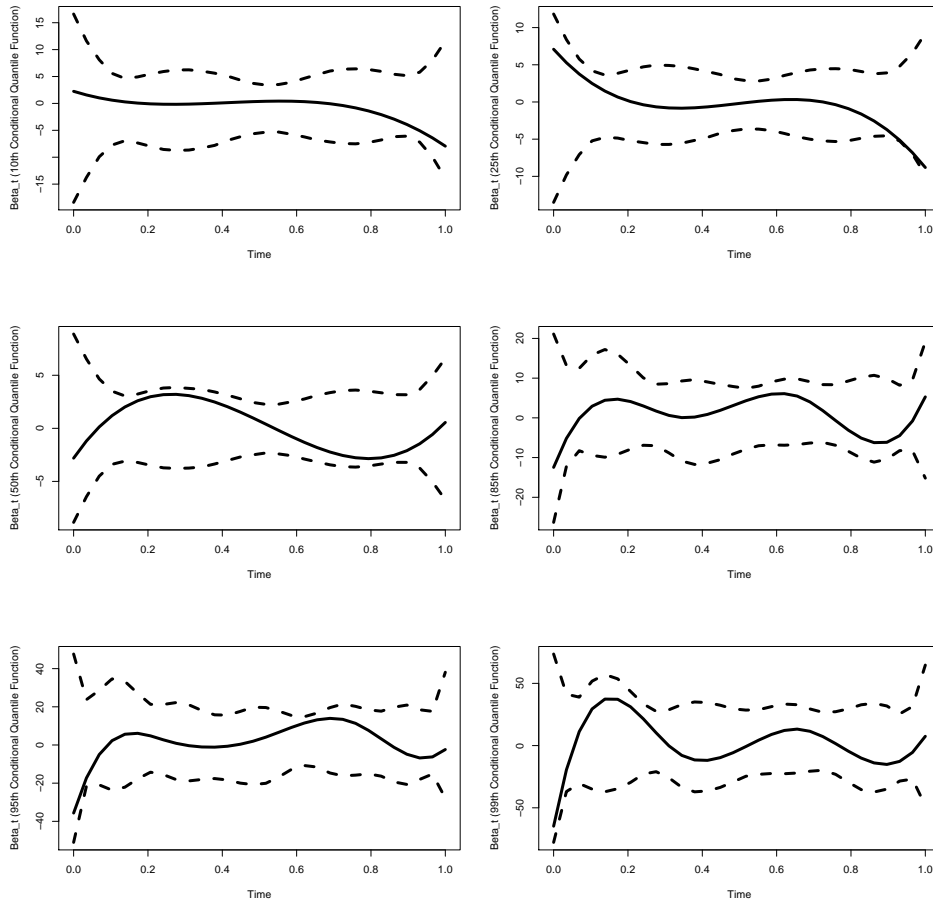 Beta_t (10th Conditional Quantile Function)
15
10
5
0
−5
−15
0.0 0.2 0.4 0.6 0.8 1.0
Time
Beta_t (25th Conditional Quantile Function)
10
5
0
−5
−10
0.0 0.2 0.4 0.6 0.8 1.0
Time
Beta_t (50th Conditional Quantile Function)
5
0
−5
0.0 0.2 0.4 0.6 0.8 1.0
Time
Beta_t (85th Conditional Quantile Function)
20
10
0
−10
−20
0.0 0.2 0.4 0.6 0.8 1.0
Time
Beta_t (95th Conditional Quantile Function)
40
20
0
−20
−40
0.0 0.2 0.4 0.6 0.8 1.0
Time
Beta_t (99th Conditional Quantile Function)
50
0
−50
0.0 0.2 0.4 0.6 0.8 1.0
Time